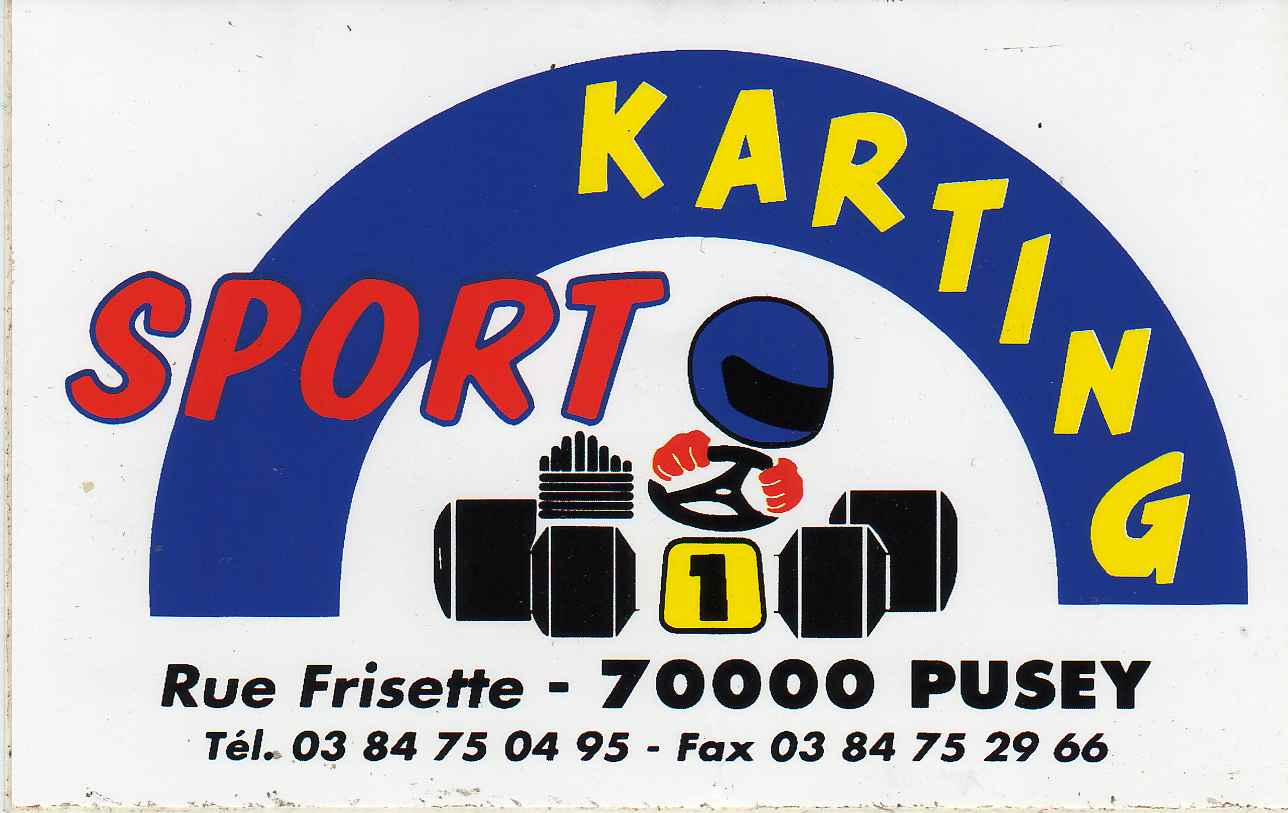 KARTING
SPORT
1
Rue Frisette - 70000 PUSEY
Tél. 03 84 75 04 95 - Fax 03 84 75 29 66